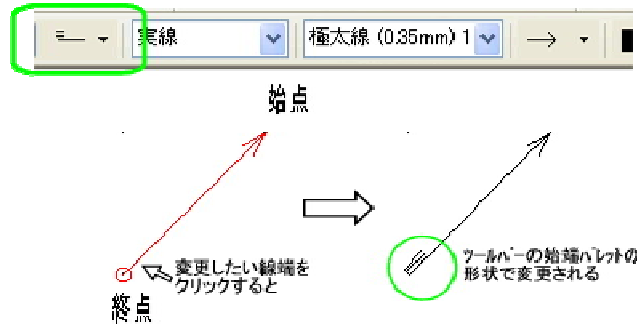 実線
極太線 (0.35mm) 1
始点
変更したい線端を
クリックすると
終点
ツールバーの始端パレットの
形状で変更される